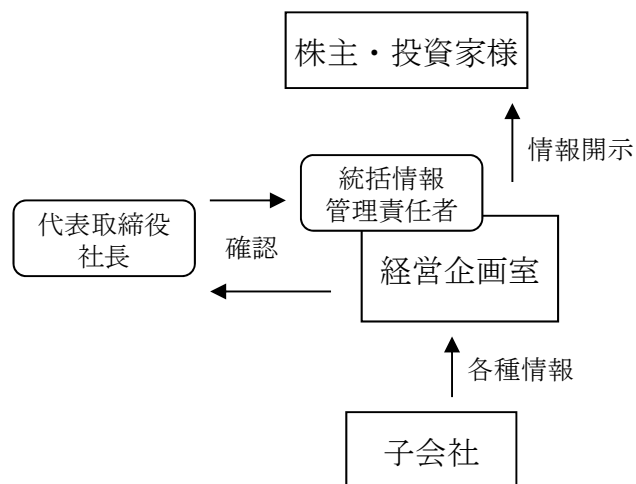 株主・投資家様
情報開示
統括情報
管理責任者
代表取締役
社長
確認
経営企画室
各種情報
子会社